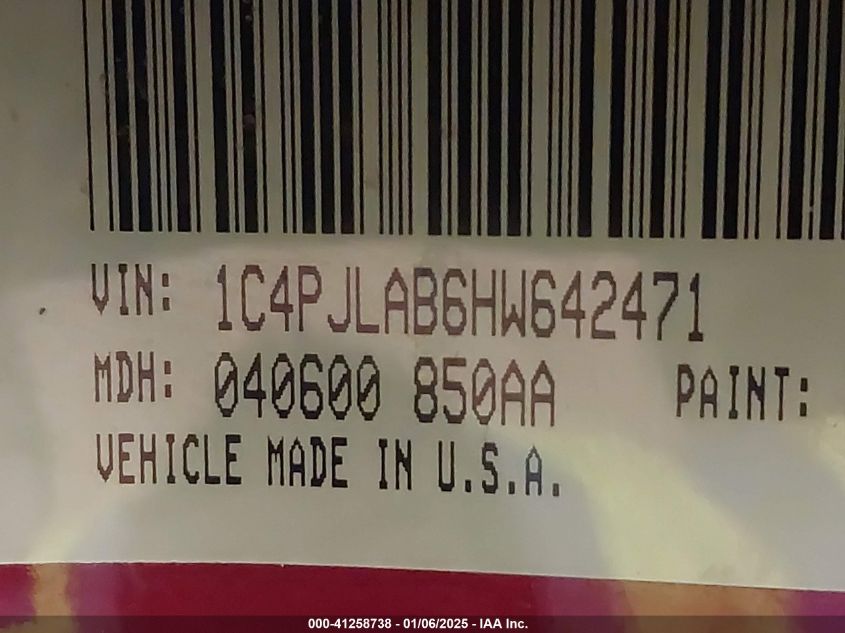 VIN: 1C4PJLAB6HW642471
MDH: 040600 850AA PAINT:
VEHICLE MADE IN U.S.A.
000-41258738 - 01/06/2025 - IAA Inc.